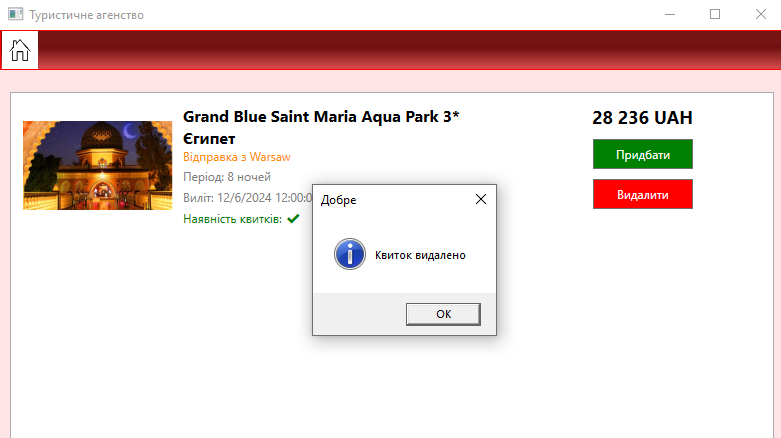 Туристичне агенство
Grand Blue Saint Maria Aqua Park 3*
Єгипет
Відправка з Warsaw
Період: 8 ночей
Виліт: 12/6/2024 12:00:0
Наявність квитків:
28 236 UAH
Придбати
Видалити
Добре
Квиток видалено
OK